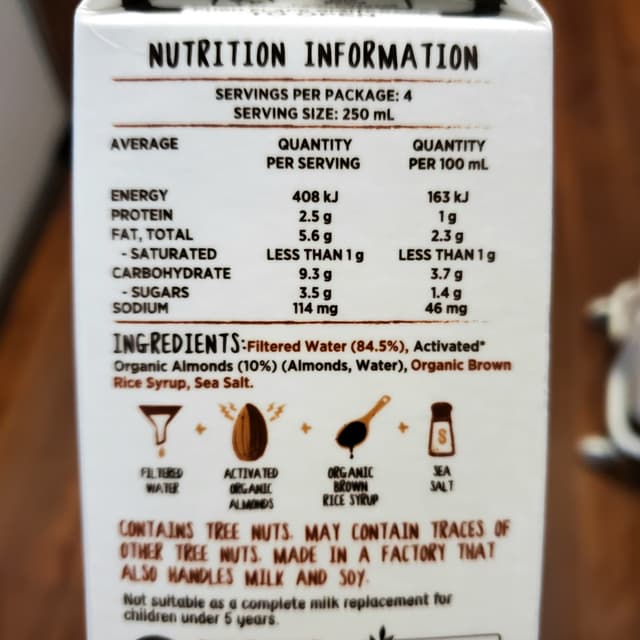 NUTRITION INFORMATION
SERVINGS PER PACKAGE: 4
SERVING SIZE: 250 mL
AVERAGE QUANTITY PER SERVING QUANTITY PER 100 mL
ENERGY 408 kJ 163 kJ
PROTEIN 2.5 g 1 g
FAT, TOTAL 5.6 g 2.3 g
- SATURATED LESS THAN 1 g LESS THAN 1 g
CARBOHYDRATE 9.3 g 3.7 g
- SUGARS 3.5 g 1.4 g
SODIUM 114 mg 46 mg
INGREDIENTS: Filtered Water (84.5%), Activated*
Organic Almonds (10%) (Almonds, Water), Organic Brown
Rice Syrup, Sea Salt.
S
FILTERED WATER
ACTIVATED ORGANIC ALMONDS
ORGANIC BROWN RICE SYRUP
SEA SALT
CONTAINS TREE NUTS. MAY CONTAIN TRACES OF
OTHER TREE NUTS. MADE IN A FACTORY THAT
ALSO HANDLES MILK AND SOY.
Not suitable as a complete milk replacement for
children under 5 years.